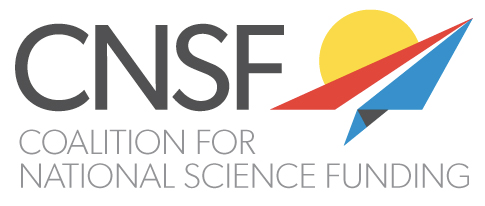 CNSF
COALITION FOR
NATIONAL SCIENCE FUNDING